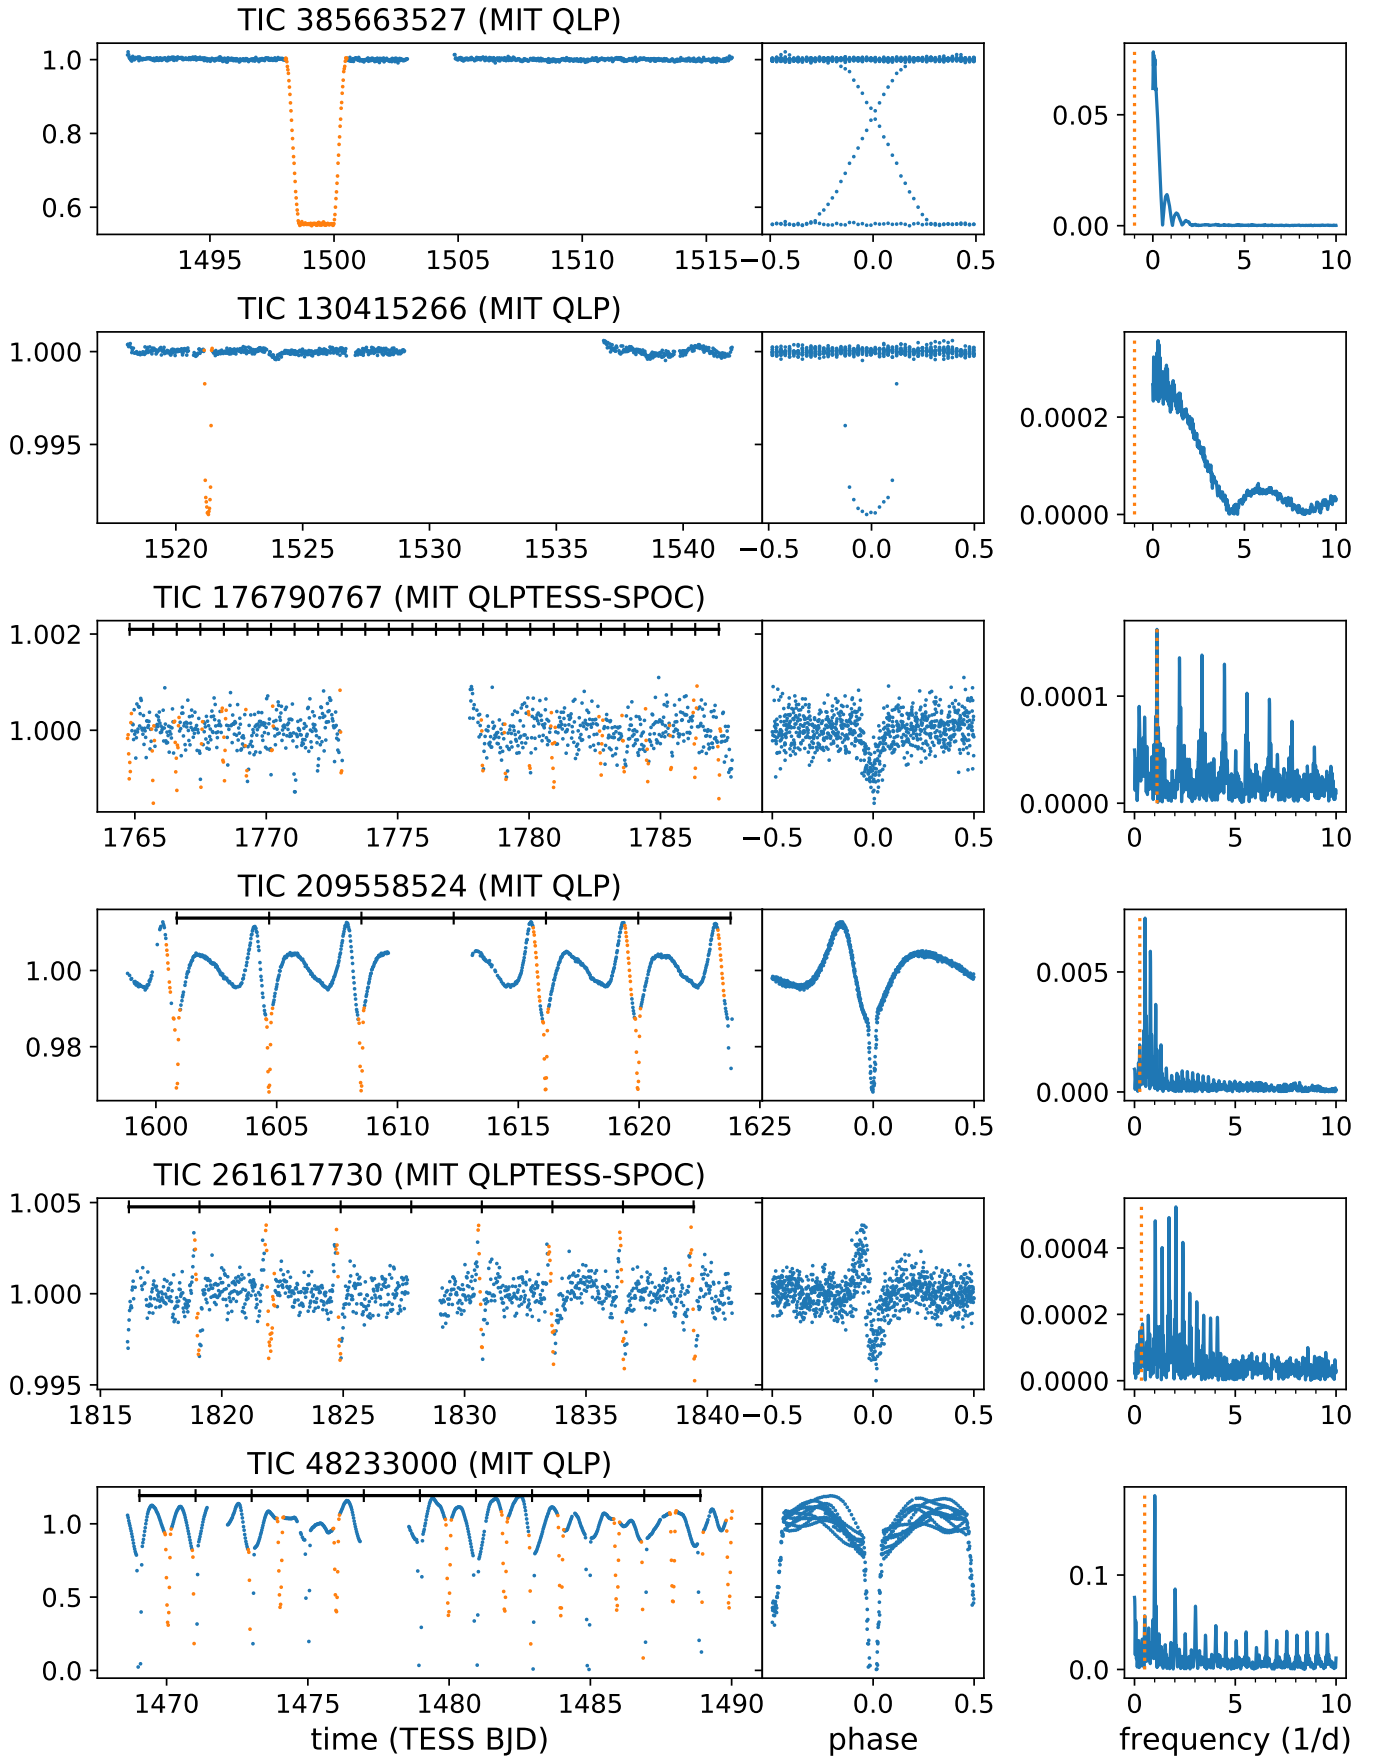 TIC 385663527 (MIT QLP)
1.0
0.8
0.6
1495 1500 1505 1510 1515 −0.5 0.0 0.5
0.05
0.00
0 5 10
TIC 130415266 (MIT QLP)
1.000
0.995
1520 1525 1530 1535 1540 −0.5 0.0 0.5
0.0002
0.0000
0 5 10
TIC 176790767 (MIT QLPTESS-SPOC)
1.002
1.000
1765 1770 1775 1780 1785 −0.5 0.0 0.5
0.0001
0.0000
0 5 10
TIC 209558524 (MIT QLP)
1.00
0.98
1600 1605 1610 1615 1620 1625 0.0 0.5
0.005
0.000
0 5 10
TIC 261617730 (MIT QLPTESS-SPOC)
1.005
1.000
0.995
1815 1820 1825 1830 1835 1840 −0.5 0.0 0.5
0.0004
0.0002
0.0000
0 5 10
TIC 48233000 (MIT QLP)
1.0
0.5
0.0
1470 1475 1480 1485 1490 0.0 0.5
0.1
0.0
0 5 10
time (TESS BJD)
phase
frequency (1/d)